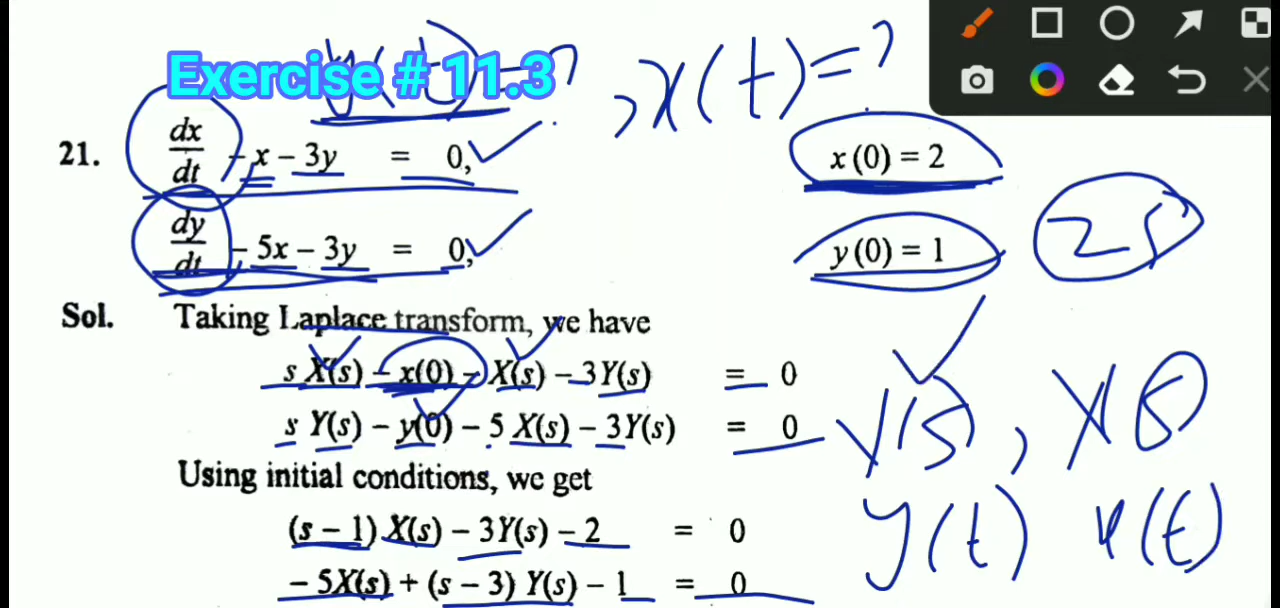 y(t) = ? , x(t) = ?
Exercise # 11.3
21. dx/dt - x - 3y = 0, x (0) = 2
dy/dt - 5x - 3y = 0, y (0) = 1
Sol. Taking Laplace transform, we have
s X(s) - x(0) - X(s) - 3Y(s) = 0
s Y(s) - y(0) - 5 X(s) - 3Y(s) = 0
Y(s) , X(s)
Using initial conditions, we get
y(t) x(t)
(s - 1) X(s) - 3Y(s) - 2 = 0
- 5X(s) + (s - 3) Y(s) - 1 = 0